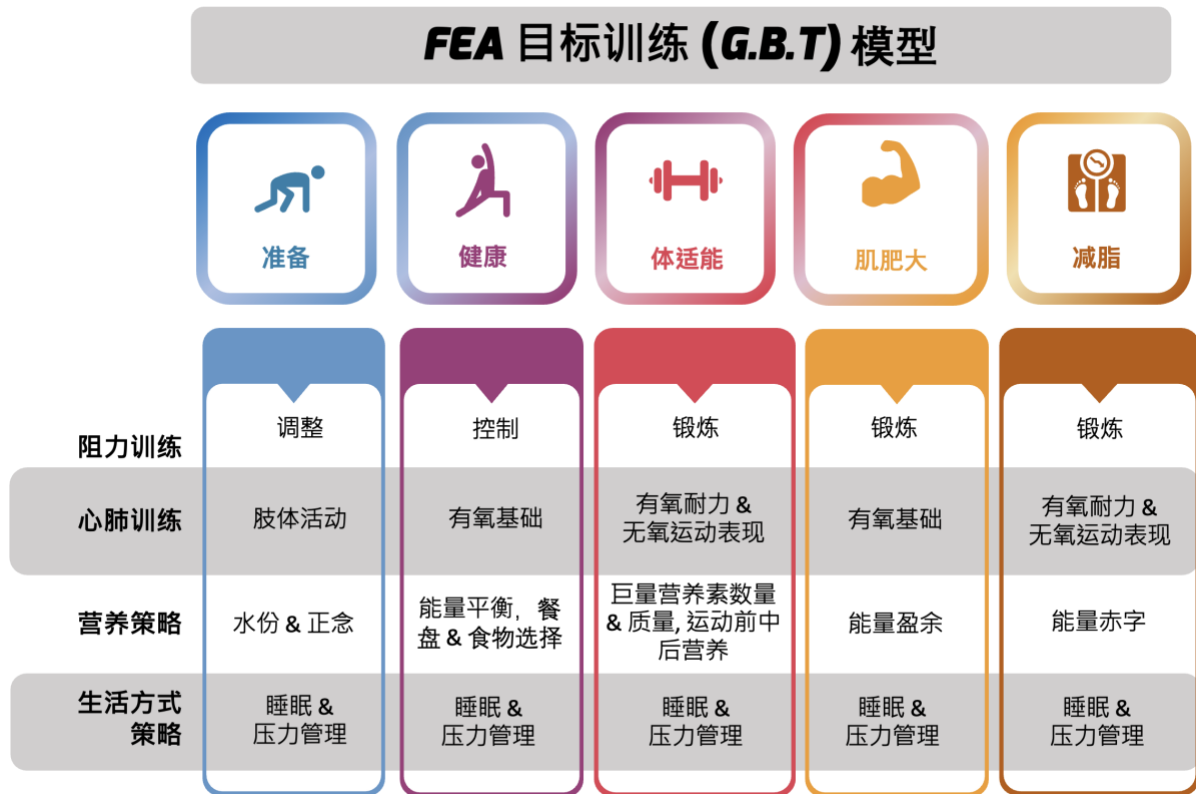 FEA 目标训练 (G.B.T) 模型
准备
健康
体适能
肌肥大
减脂
阻力训练
调整
控制
锻炼
锻炼
锻炼
心肺训练
肢体活动
有氧基础
有氧耐力 &
无氧运动表现
有氧基础
有氧耐力 &
无氧运动表现
营养策略
水份 & 正念
能量平衡，餐
盘 & 食物选择
巨量营养素数量
& 质量, 运动前中
后营养
能量盈余
能量赤字
生活方式
策略
睡眠 &
压力管理
睡眠 &
压力管理
睡眠 &
压力管理
睡眠 &
压力管理
睡眠 &
压力管理